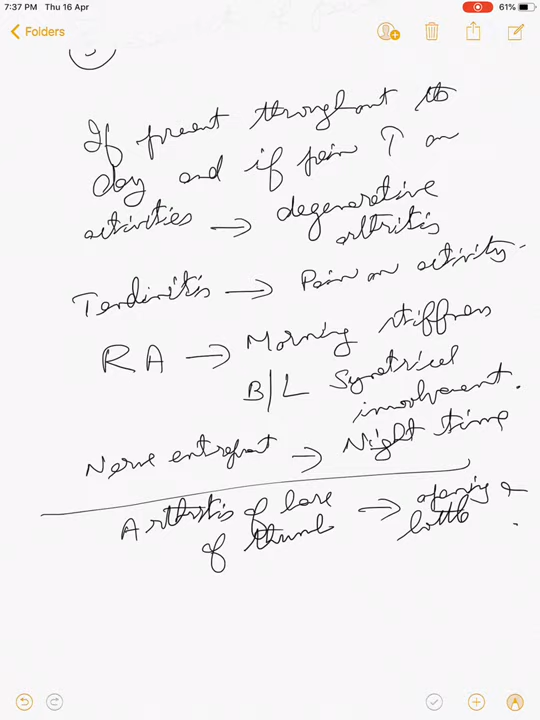 7:37 PM Thu 16 Apr
61%
Folders
If present throughout the
day and if pain ↑ on
activities → degenerative
arthritis
Tendinitis → Pain on activity.
RA → Morning stiffness
B/L Symetrical
involvement.
Nerve entrapment → Night time
Arthritis of base
of thumb → opening a
bottle.